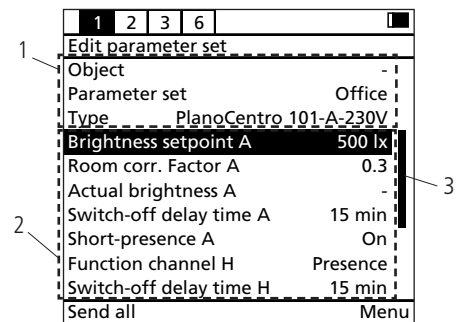 1 2 3 6
Edit parameter set
1
Object -
Parameter set Office
Type PlanoCentro 101-A-230V
Brightness setpoint A 500 lx
Room corr. Factor A 0.3
Actual brightness A -
3
Switch-off delay time A 15 min
2
Short-presence A On
Function channel H Presence
Switch-off delay time H 15 min
Send all Menu